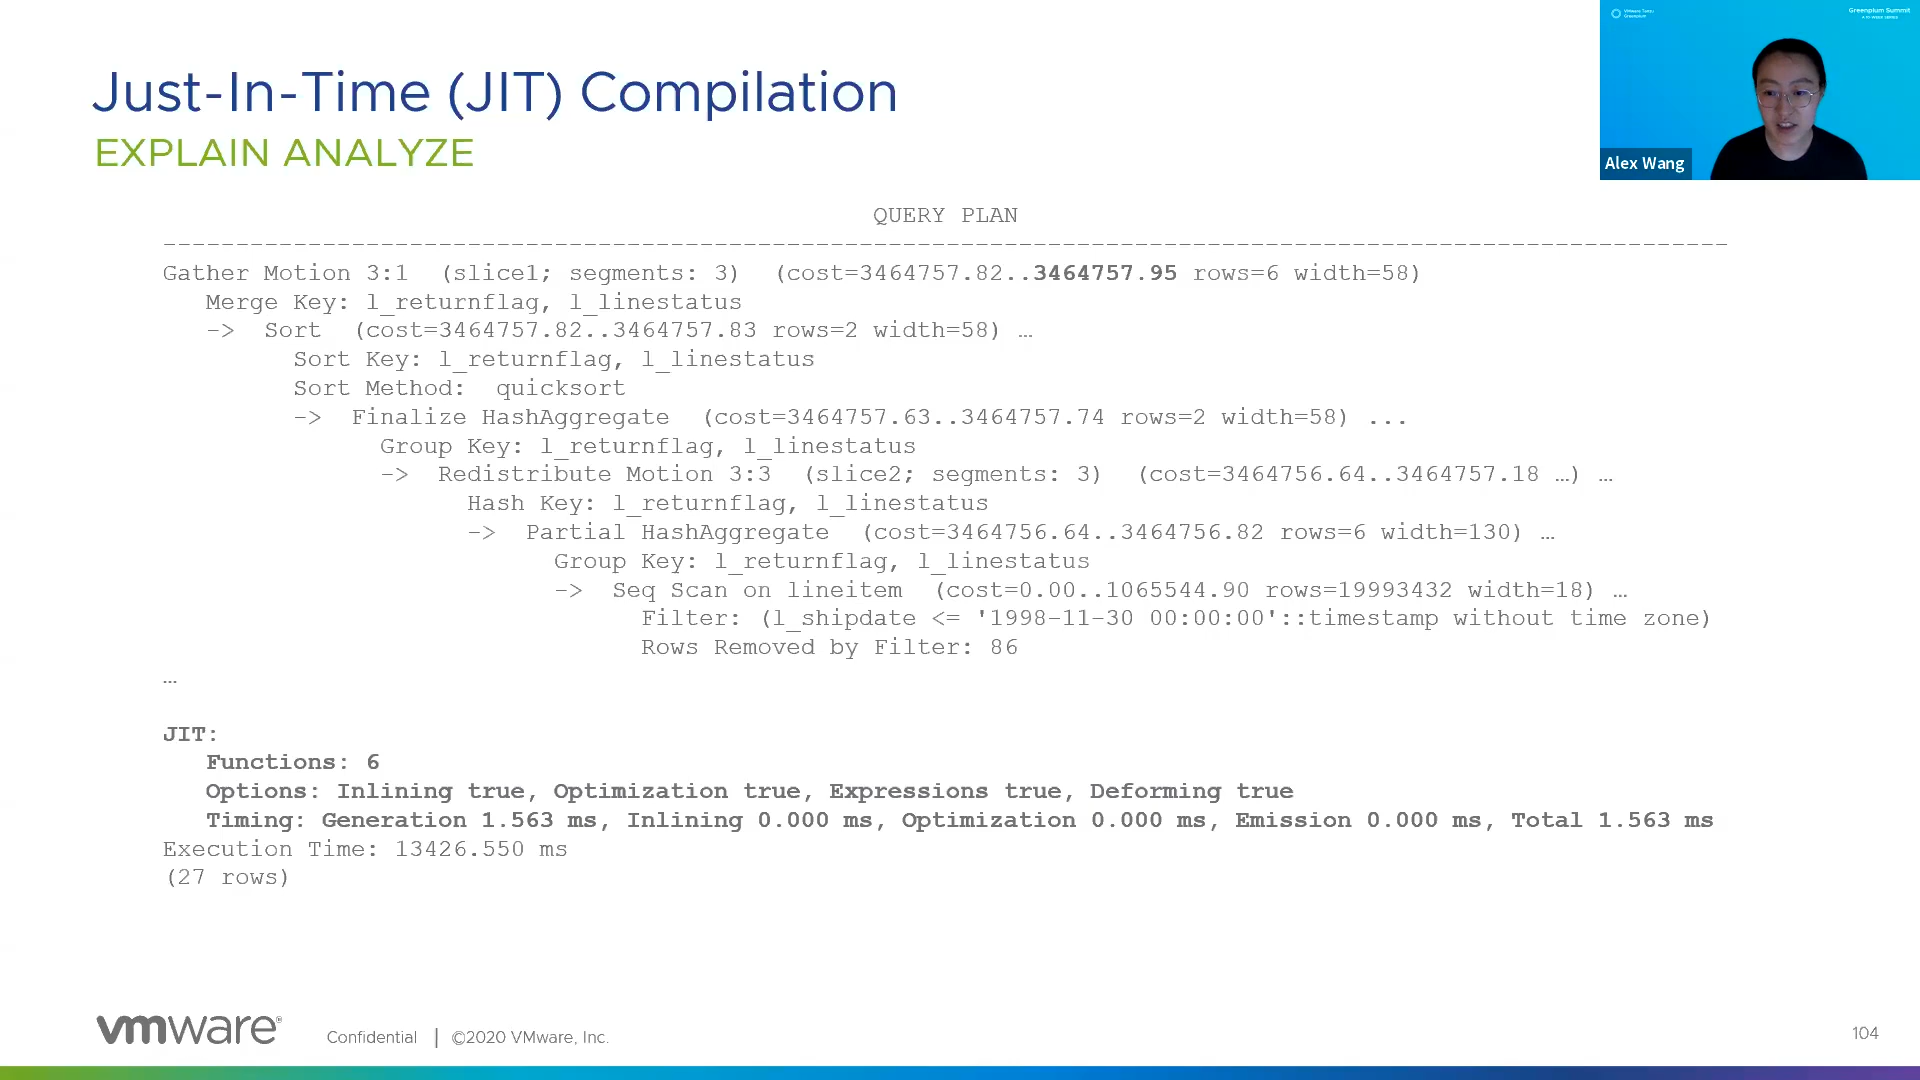 VMware Tanzu
Greenplum
Greenplum Summit
Alex Wang
Just-In-Time (JIT) Compilation
EXPLAIN ANALYZE
QUERY PLAN
------------------------------------------------------------------------------------------------------------
Gather Motion 3:1  (slice1; segments: 3)  (cost=3464757.82..3464757.95 rows=6 width=58)
   Merge Key: l_returnflag, l_linestatus
   ->  Sort  (cost=3464757.82..3464757.83 rows=2 width=58) …
         Sort Key: l_returnflag, l_linestatus
         Sort Method:  quicksort
         ->  Finalize HashAggregate  (cost=3464757.63..3464757.74 rows=2 width=58) ...
               Group Key: l_returnflag, l_linestatus
               ->  Redistribute Motion 3:3  (slice2; segments: 3)  (cost=3464756.64..3464757.18 …) …
                     Hash Key: l_returnflag, l_linestatus
                     ->  Partial HashAggregate  (cost=3464756.64..3464756.82 rows=6 width=130) …
                           Group Key: l_returnflag, l_linestatus
                           ->  Seq Scan on lineitem  (cost=0.00..1065544.90 rows=19993432 width=18) …
                                 Filter: (l_shipdate <= '1998-11-30 00:00:00'::timestamp without time zone)
                                 Rows Removed by Filter: 86
…
JIT:
   Functions: 6
   Options: Inlining true, Optimization true, Expressions true, Deforming true
   Timing: Generation 1.563 ms, Inlining 0.000 ms, Optimization 0.000 ms, Emission 0.000 ms, Total 1.563 ms
Execution Time: 13426.550 ms
(27 rows)
vmware®
Confidential | ©2020 VMware, Inc.
104